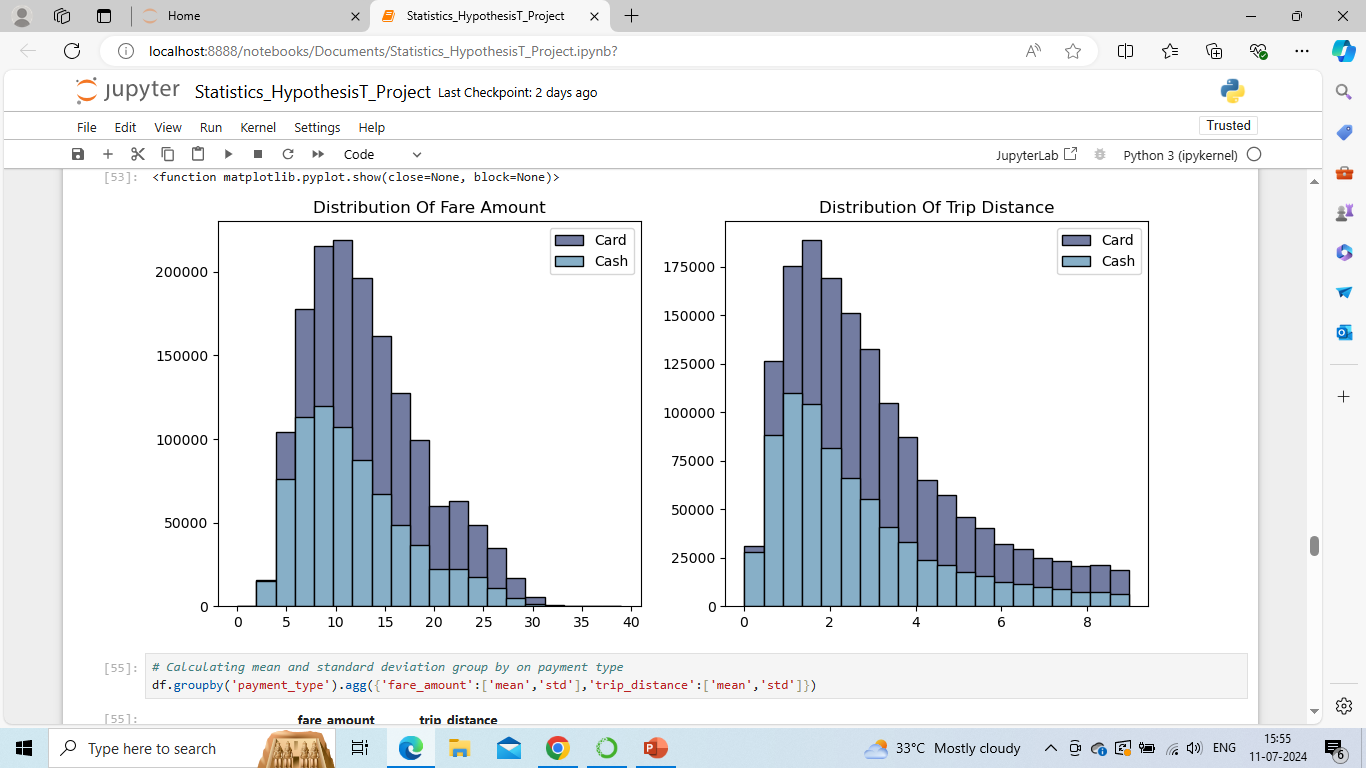 Home
Statistics_HypothesisT_Project
localhost:8888/notebooks/Documents/Statistics_HypothesisT_Project.ipynb?
jupyter Statistics_HypothesisT_Project Last Checkpoint: 2 days ago
File Edit View Run Kernel Settings Help
Trusted
Code
JupyterLab
Python 3 (ipykernel)
[53]: <function matplotlib.pyplot.show(close=None, block=None)>
Distribution Of Fare Amount
Card
Cash
200000
150000
100000
50000
0
0 5 10 15 20 25 30 35 40
Distribution Of Trip Distance
Card
Cash
175000
150000
125000
100000
75000
50000
25000
0
0 2 4 6 8
[55]: # Calculating mean and standard deviation group by on payment type
df.groupby('payment_type').agg({'fare_amount':['mean','std'],'trip_distance':['mean','std']})
[55]: fare_amount trip_distance
Type here to search
33°C Mostly cloudy
ENG
15:55
11-07-2024
6